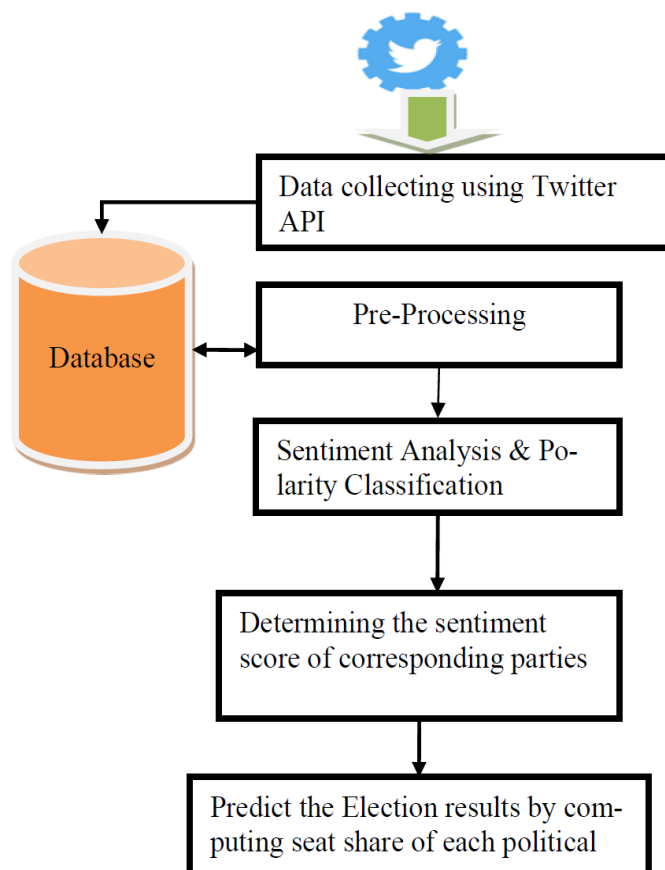 Data collecting using Twitter
API
Pre-Processing
Database
Sentiment Analysis & Po-
larity Classification
Determining the sentiment
score of corresponding parties
Predict the Election results by com-
puting seat share of each political